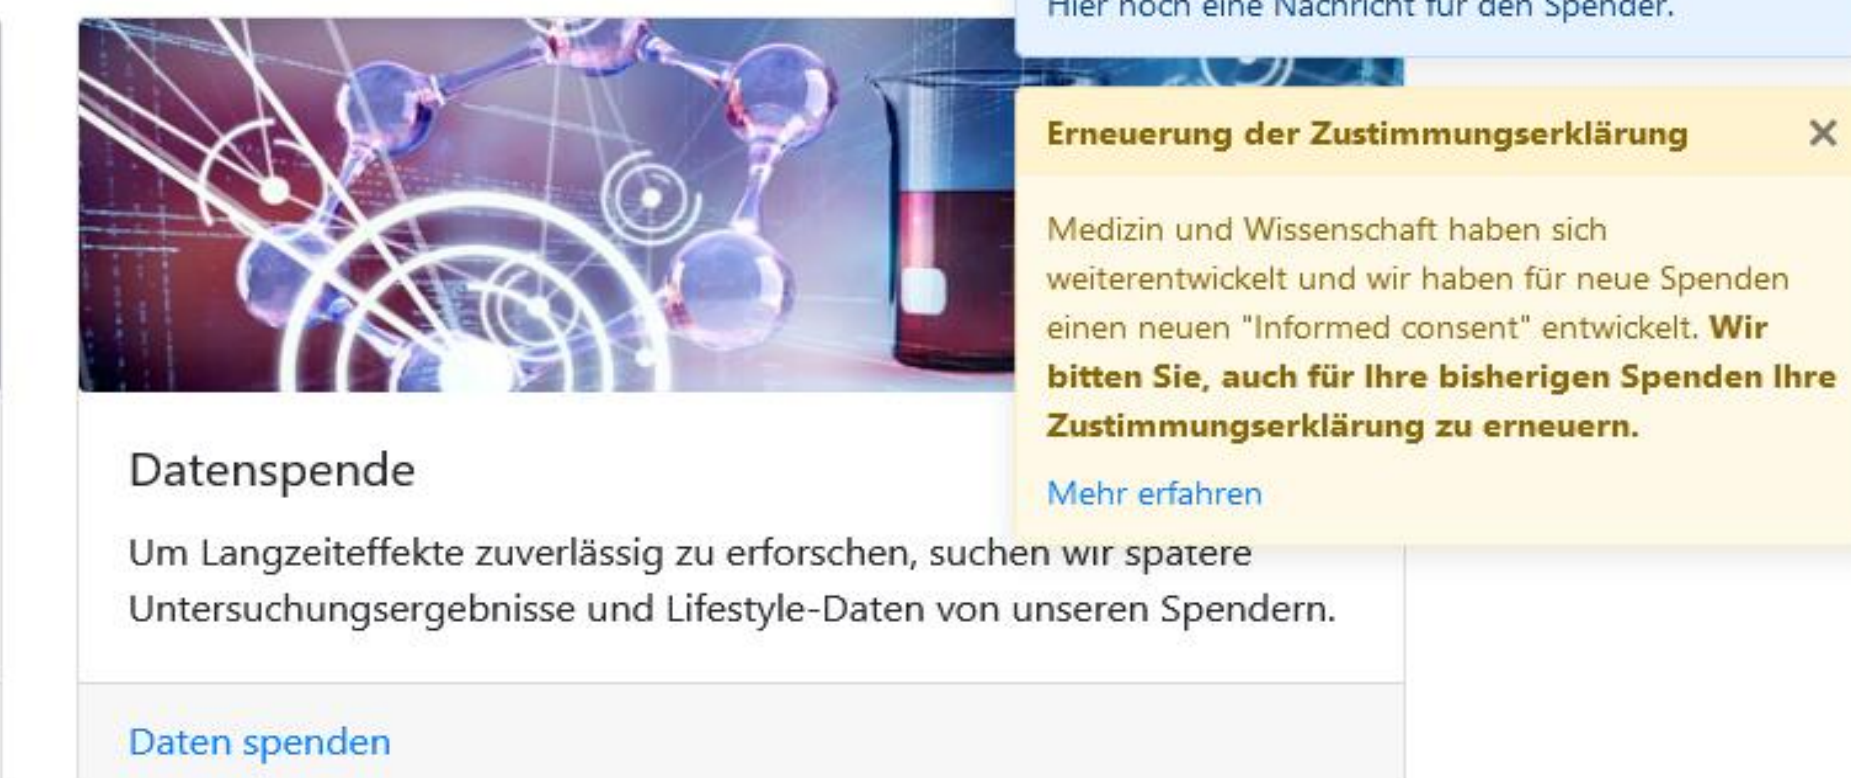 Hier noch eine Nachricht für den Spender.
Erneuerung der Zustimmungserklärung
Medizin und Wissenschaft haben sich
weiterentwickelt und wir haben für neue Spenden
einen neuen "Informed consent" entwickelt. Wir
bitten Sie, auch für Ihre bisherigen Spenden Ihre
Zustimmungserklärung zu erneuern.
Mehr erfahren
Datenspende
Um Langzeiteffekte zuverlässig zu erforschen, suchen wir spätere
Untersuchungsergebnisse und Lifestyle-Daten von unseren Spendern.
Daten spenden